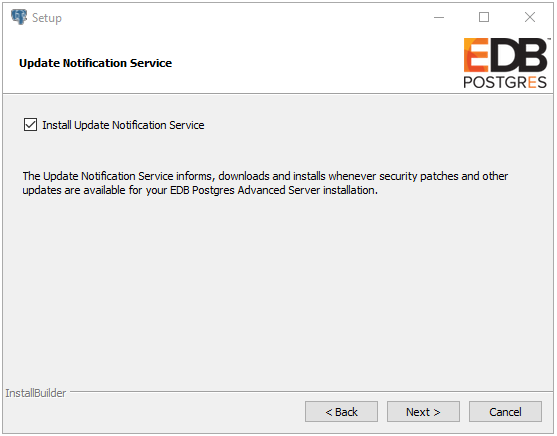 Setup
Update Notification Service
EDB™
POSTGRES
Install Update Notification Service
The Update Notification Service informs, downloads and installs whenever security patches and other
updates are available for your EDB Postgres Advanced Server installation.
InstallBuilder
< Back
Next >
Cancel